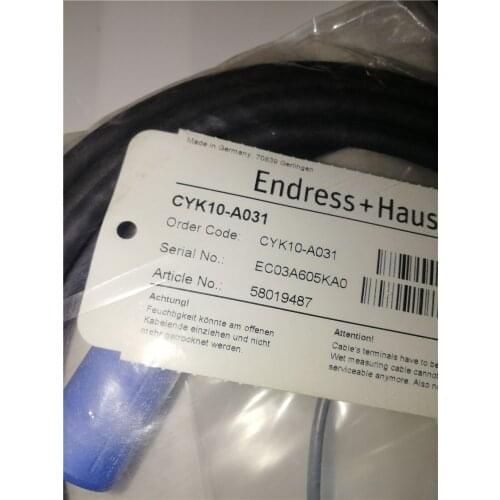 Made in Germany, 70839 Gerlingen
Endress+Haus
CYK10-A031
Order Code: CYK10-A031
Serial No.: EC03A605KA0
Article No.: 58019487
Achtung!
Feuchtigkeit könnte am offenen
Kabelende einziehen und nicht
mehr getrocknet werden.
Attention!
Cable's terminals have to be
Wet measuring cable cannot
serviceable anymore. Also